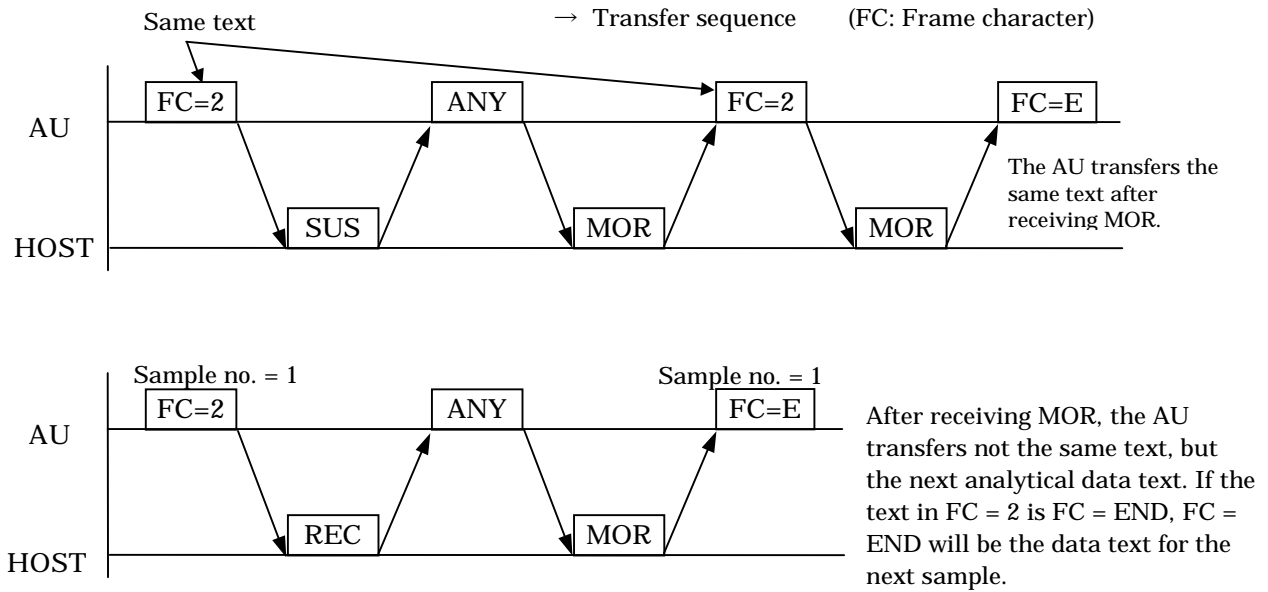 → Transfer sequence (FC: Frame character)
Same text
FC=2 ANY FC=2 FC=E
AU
The AU transfers the
same text after
receiving MOR.
SUS MOR MOR
HOST
Sample no. = 1 Sample no. = 1
FC=2 ANY FC=E
AU
After receiving MOR, the AU
transfers not the same text, but
the next analytical data text. If the
text in FC = 2 is FC = END, FC =
END will be the data text for the
next sample.
REC MOR
HOST